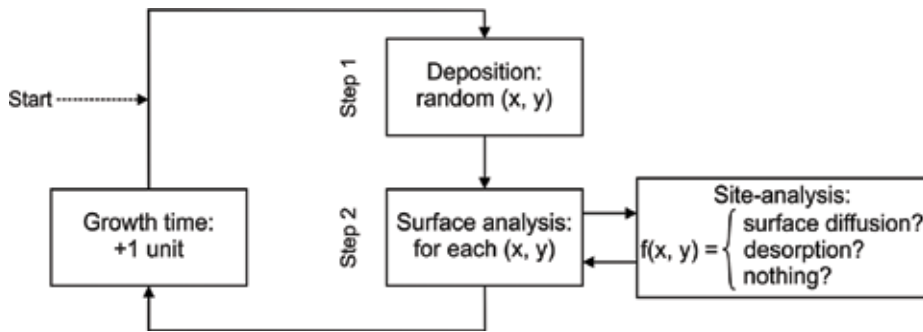 Start
Step 1
Deposition:
random (x, y)
Growth time:
+1 unit
Step 2
Surface analysis:
for each (x, y)
Site-analysis:
f(x, y) =
surface diffusion?
desorption?
nothing?